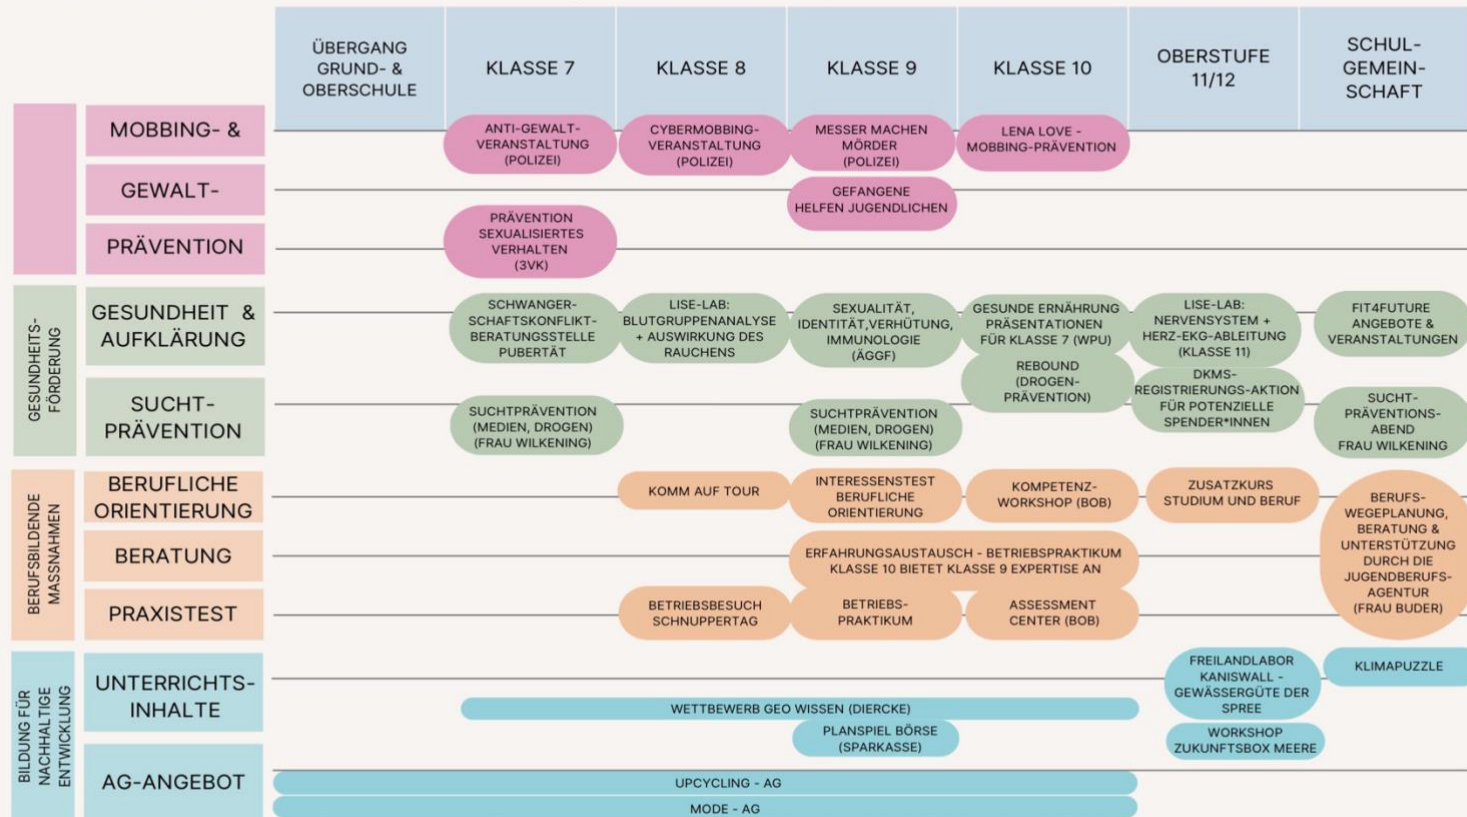 ÜBERGANG
GRUND- &
OBERSCHULE
KLASSE 7
KLASSE 8
KLASSE 9
KLASSE 10
OBERSTUFE
11/12
SCHUL-
GEMEIN-
SCHAFT
MOBBING- &
GEWALT-
PRÄVENTION
ANTI-GEWALT-
VERANSTALTUNG
(POLIZEI)
CYBERMOBBING-
VERANSTALTUNG
(POLIZEI)
MESSER MACHEN
MÖRDER
(POLIZEI)
LENA LOVE -
MOBBING-PRÄVENTION
GEFANGENE
HELFEN JUGENDLICHEN
PRÄVENTION
SEXUALISIERTES
VERHALTEN
(3VK)
GESUNDHEITS-
FÖRDERUNG
GESUNDHEIT &
AUFKLÄRUNG
SCHWANGER-
SCHAFTSKONFLIKT-
BERATUNGSSTELLE
PUBERTÄT
LISE-LAB:
BLUTGRUPPENANALYSE
+ AUSWIRKUNG DES
RAUCHENS
SEXUALITÄT,
IDENTITÄT,VERHÜTUNG,
IMMUNOLOGIE
(ÄGGF)
GESUNDE ERNÄHRUNG
PRÄSENTATIONEN
FÜR KLASSE 7 (WPU)
LISE-LAB:
NERVENSYSTEM +
HERZ-EKG-ABLEITUNG
(KLASSE 11)
FIT4FUTURE
ANGEBOTE &
VERANSTALTUNGEN
SUCHT-
PRÄVENTION
SUCHTPRÄVENTION
(MEDIEN, DROGEN)
(FRAU WILKENING)
SUCHTPRÄVENTION
(MEDIEN, DROGEN)
(FRAU WILKENING)
REBOUND
(DROGEN-
PRÄVENTION)
DKMS-
REGISTRIERUNGS-AKTION
FÜR POTENZIELLE
SPENDER*INNEN
SUCHT-
PRÄVENTIONS-
ABEND
FRAU WILKENING
BERUFSBILDENDE
MASSNAHMEN
BERUFLICHE
ORIENTIERUNG
KOMM AUF TOUR
INTERESSENSTEST
BERUFLICHE
ORIENTIERUNG
KOMPETENZ-
WORKSHOP (BOB)
ZUSATZKURS
STUDIUM UND BERUF
BERUFS-
WEGEPLANUNG,
BERATUNG &
UNTERSTÜTZUNG
DURCH DIE
JUGENDBERUFS-
AGENTUR
(FRAU BUDER)
BERATUNG
ERFAHRUNGSAUSTAUSCH - BETRIEBSPRAKTIKUM
KLASSE 10 BIETET KLASSE 9 EXPERTISE AN
PRAXISTEST
BETRIEBSBESUCH
SCHNUPPERTAG
BETRIEBS-
PRAKTIKUM
ASSESSMENT
CENTER (BOB)
BILDUNG FÜR
NACHHALTIGE
ENTWICKLUNG
UNTERRICHTS-
INHALTE
FREILANDLABOR
KANISWALL -
GEWÄSSERGÜTE DER
SPREE
KLIMAPUZZLE
WETTBEWERB GEO WISSEN (DIERCKE)
PLANSPIEL BÖRSE
(SPARKASSE)
WORKSHOP
ZUKUNFTSBOX MEERE
AG-ANGEBOT
UPCYCLING - AG
MODE - AG